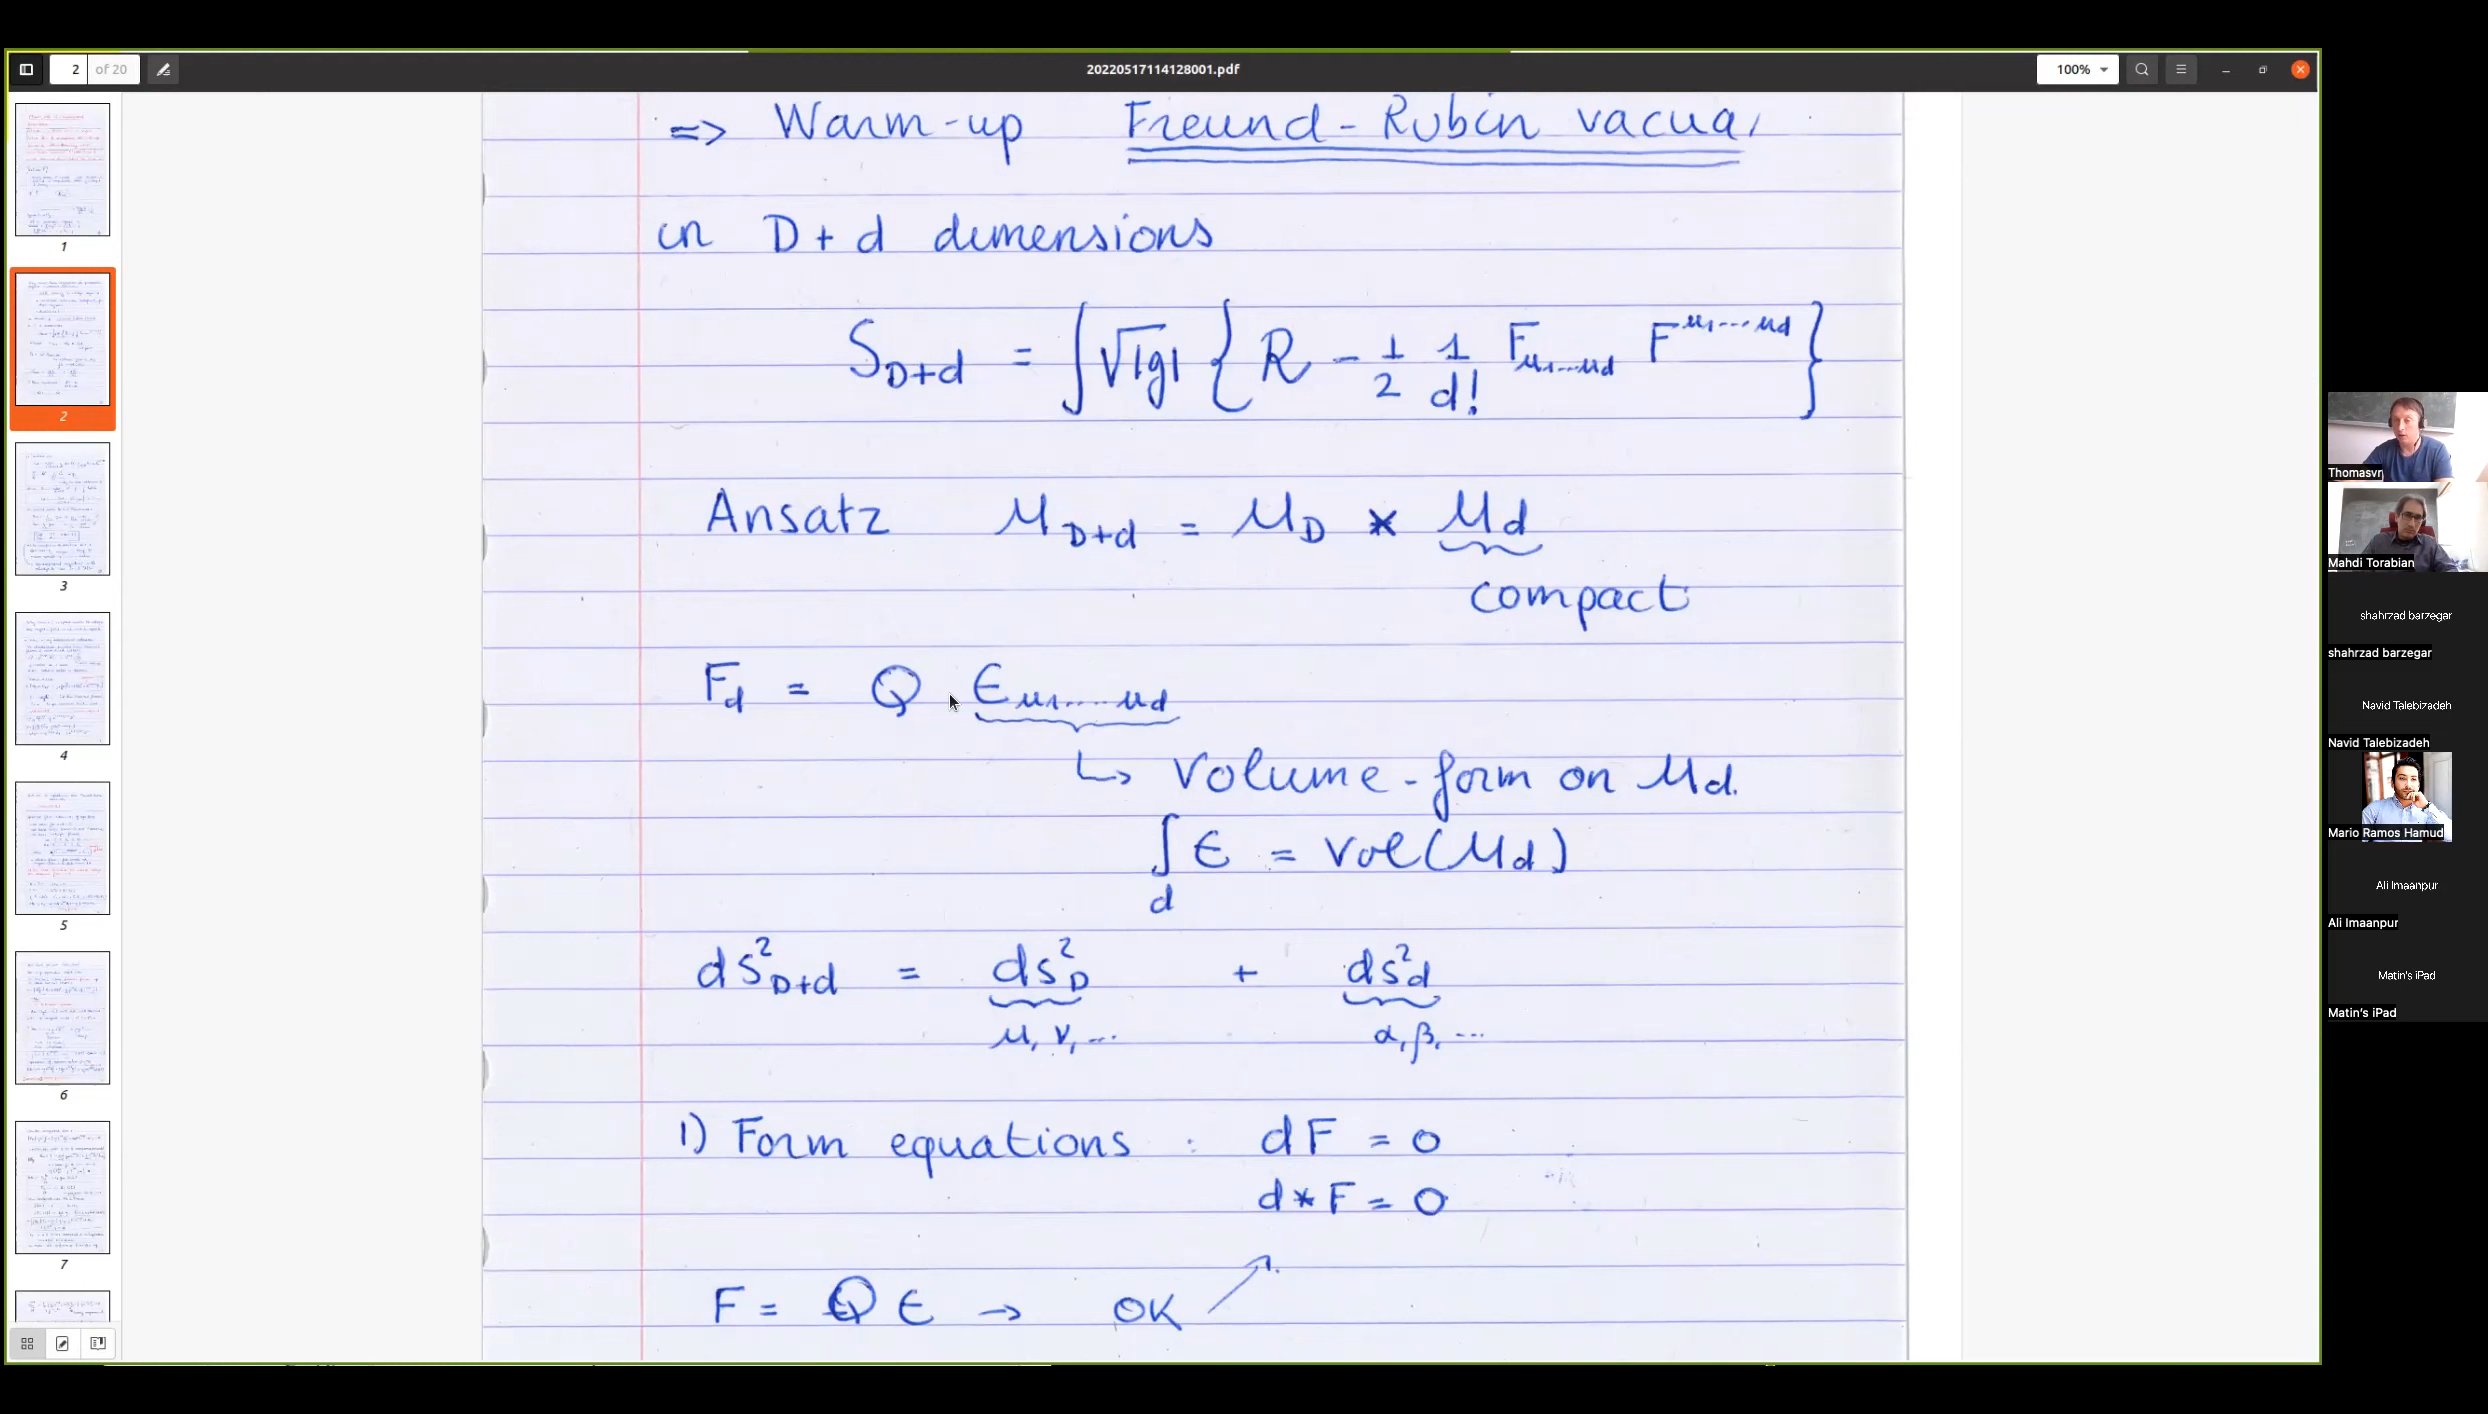 2 of 20
20220517114128001.pdf
100%
=> Warm-up Freund-Rubin vacua,
in D+d dimensions
S_{D+d} = ∫√|g| { R - 1/2 1/d! F_{μ1...μd} F^{μ1...μd} }
Ansatz M_{D+d} = M_D × M_d
compact
F_d = Q ϵ_{μ1....μd}
↳ Volume-form on M_d.
∫_d ϵ = Vol(M_d)
ds²_{D+d} = ds²_D + ds²_d
μ, ν, ... α, β, ...
1) Form equations : dF = 0
d*F = 0
F = Q ϵ → OK
1
2
3
4
5
6
7
Thomasvr
Mahdi Torabian
shahrzad barzegar
shahrzad barzegar
Navid Talebizadeh
Navid Talebizadeh
Mario Ramos Hamud
Ali Imaanpur
Ali Imaanpur
Matin's iPad
Matin's iPad